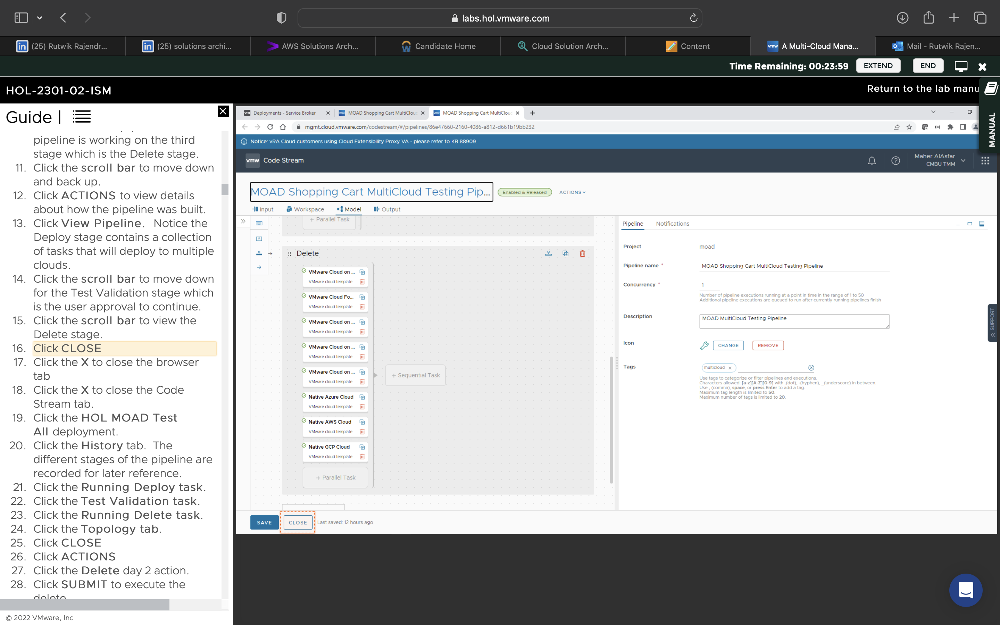 labs.hol.vmware.com
(25) Rutwik Rajendr...
(25) solutions archi...
AWS Solutions Arch...
Candidate Home
Cloud Solution Arch...
Content
vmw A Multi-Cloud Mana...
Mail - Rutwik Rajen...
Time Remaining: 00:23:59
EXTEND
END
HOL-2301-02-ISM
Return to the lab manu
MANUAL
Guide |
pipeline is working on the third
stage which is the Delete stage.
11. Click the scroll bar to move down
and back up.
12. Click ACTIONS to view details
about how the pipeline was built.
13. Click View Pipeline. Notice the
Deploy stage contains a collection
of tasks that will deploy to multiple
clouds.
14. Click the scroll bar to move down
for the Test Validation stage which
is the user approval to continue.
15. Click the scroll bar to view the
Delete stage.
16. Click CLOSE
17. Click the X to close the browser
tab
18. Click the X to close the Code
Stream tab.
19. Click the HOL MOAD Test
All deployment.
20. Click the History tab. The
different stages of the pipeline are
recorded for later reference.
21. Click the Running Deploy task.
22. Click the Test Validation task.
23. Click the Running Delete task.
24. Click the Topology tab.
25. Click CLOSE
26. Click ACTIONS
27. Click the Delete day 2 action.
28. Click SUBMIT to execute the
delete
© 2022 VMware, Inc
Deployments - Service Broker
MOAD Shopping Cart MultiClou
MOAD Shopping Cart MultiClou
mgmt.cloud.vmware.com/codestream/#/pipelines/86e47660-2160-4086-a812-d661b19bb232
Notice: vRA Cloud customers using Cloud Extensibility Proxy VA - please refer to KB 88909.
vmw Code Stream
Maher AlAsfar
CMBU TMM
MOAD Shopping Cart MultiCloud Testing Pip...
Enabled & Released
ACTIONS
Input
Workspace
Model
Output
+ Parallel Task
Delete
VMware Cloud on ...
VMware cloud template
VMware Cloud Fo...
VMware cloud template
VMware Cloud on ...
VMware cloud template
VMware Cloud on ...
VMware cloud template
VMware Cloud on ...
VMware cloud template
Native Azure Cloud
VMware cloud template
Native AWS Cloud
VMware cloud template
Native GCP Cloud
VMware cloud template
+ Parallel Task
+ Sequential Task
Pipeline
Notifications
Project
moad
Pipeline name *
MOAD Shopping Cart MultiCloud Testing Pipeline
Concurrency *
1
Number of pipeline executions running at a point in time in the range of 1 to 50
Additional pipeline executions are queued to run after currently running pipelines finish
Description
MOAD MultiCloud Testing Pipeline
Icon
CHANGE
REMOVE
Tags
multicloud
Use tags to categorize or filter pipelines and executions.
Characters allowed: [a-z][A-Z][0-9] with .(dot), -(hyphen), _(underscore) in between.
Use , (comma), space, or press Enter to add a tag.
Maximum tag length is limited to 50.
Maximum number of tags is limited to 20.
SUPPORT
SAVE
CLOSE
Last saved: 12 hours ago